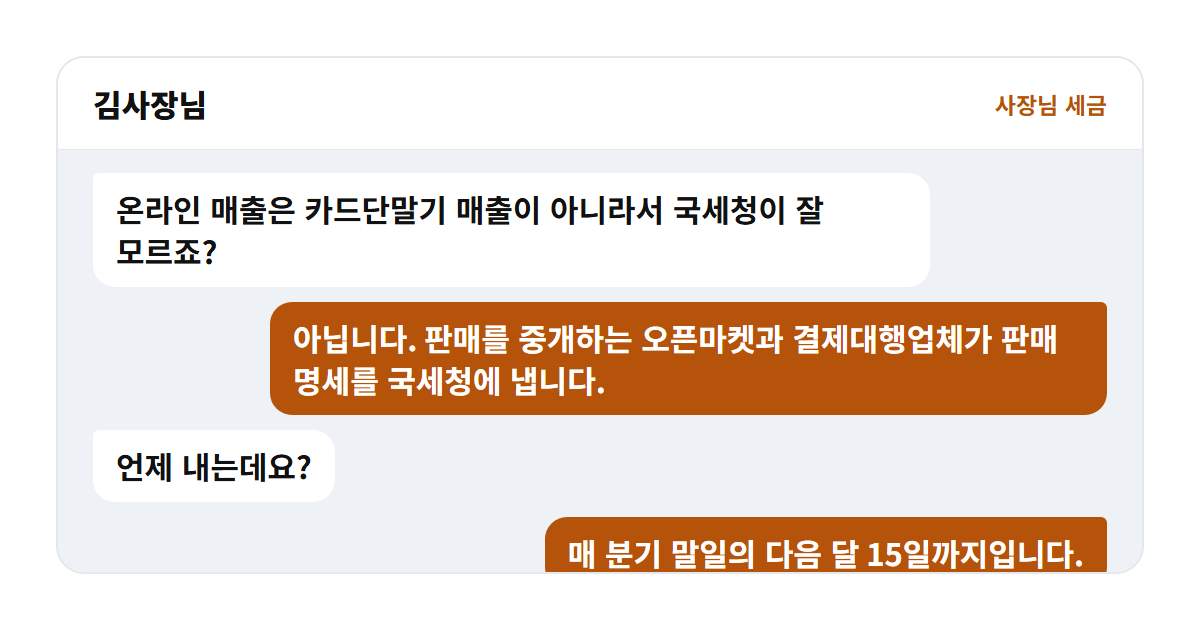 김사장님
사장님 세금
온라인 매출은 카드단말기 매출이 아니라서 국세청이 잘
모르죠?
아닙니다. 판매를 중개하는 오픈마켓과 결제대행업체가 판매
명세를 국세청에 냅니다.
언제 내는데요?
매 분기 말일의 다음 달 15일까지입니다.